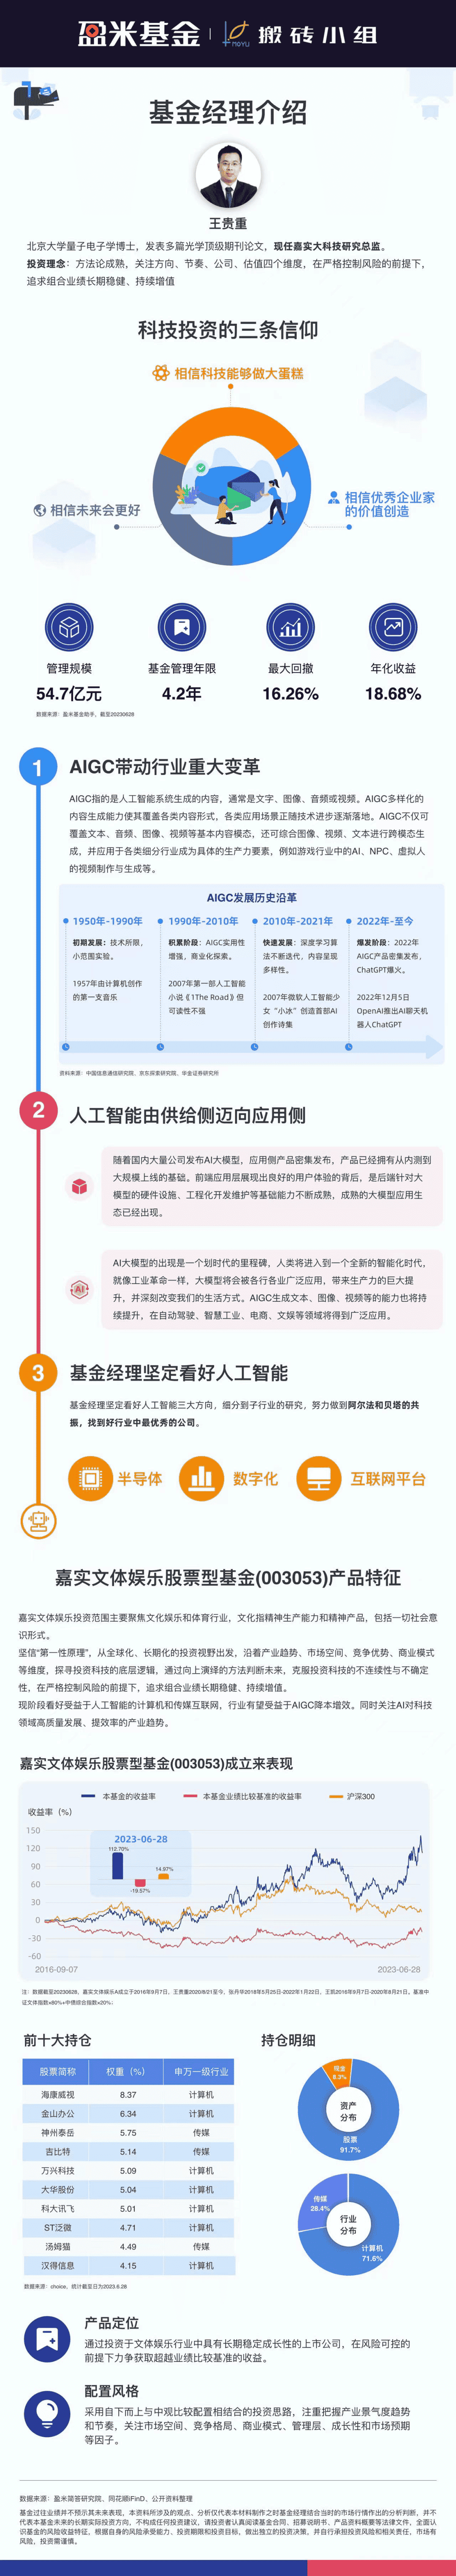 盈米基金 | MOYU 搬砖小组
基金经理介绍
王贵重
北京大学量子电子学博士，发表多篇光学顶级期刊论文，现任嘉实大科技研究总监。
投资理念：方法论成熟，关注方向、节奏、公司、估值四个维度，在严格控制风险的前提下，
追求组合业绩长期稳健、持续增值
科技投资的三条信仰
相信科技能够做大蛋糕
相信未来会更好
相信优秀企业家
的价值创造
管理规模
54.7亿元
基金管理年限
4.2年
最大回撤
16.26%
年化收益
18.68%
数据来源：盈米基金助手，截至20230628
1
AIGC带动行业重大变革
AIGC指的是人工智能系统生成的内容，通常是文字、图像、音频或视频。AIGC多样化的
内容生成能力使其覆盖各类内容形式，各类应用场景正随技术进步逐渐落地。AIGC不仅可
覆盖文本、音频、图像、视频等基本内容模态，还可综合图像、视频、文本进行跨模态生
成，并应用于各类细分行业成为具体的生产力要素，例如游戏行业中的AI、NPC、虚拟人
的视频制作与生成等。
AIGC发展历史沿革
1950年-1990年
初期发展：技术所限，
小范围实验。
1957年由计算机创作
的第一支音乐
1990年-2010年
积累阶段：AIGC实用性
增强，商业化探索。
2007年第一部人工智能
小说《1The Road》但
可读性不强
2010年-2021年
快速发展：深度学习算
法不断迭代，内容呈现
多样性。
2007年微软人工智能少
女“小冰”创造首部AI
创作诗集
2022年-至今
爆发阶段：2022年
AIGC产品密集发布，
ChatGPT爆火。
2022年12月5日
OpenAI推出AI聊天机
器人ChatGPT
资料来源：中国信息通信研究院、京东探索研究院、华金证券研究所
2
人工智能由供给侧迈向应用侧
随着国内大量公司发布AI大模型，应用侧产品密集发布，产品已经拥有从内测到
大规模上线的基础。前端应用层展现出良好的用户体验的背后，是后端针对大
模型的硬件设施、工程化开发维护等基础能力不断成熟，成熟的大模型应用生
态已经出现。
AI
AI大模型的出现是一个划时代的里程碑，人类将进入到一个全新的智能化时代，
就像工业革命一样，大模型将会被各行各业广泛应用，带来生产力的巨大提
升，并深刻改变我们的生活方式。AIGC生成文本、图像、视频等的能力也将持
续提升，在自动驾驶、智慧工业、电商、文娱等领域将得到广泛应用。
3
基金经理坚定看好人工智能
基金经理坚定看好人工智能三大方向，细分到子行业的研究，努力做到阿尔法和贝塔的共
振，找到好行业中最优秀的公司。
半导体
数字化
互联网平台
嘉实文体娱乐股票型基金(003053)产品特征
嘉实文体娱乐投资范围主要聚焦文化娱乐和体育行业，文化指精神生产能力和精神产品，包括一切社会意
识形式。
坚信“第一性原理”，从全球化、长期化的投资视野出发，沿着产业趋势、市场空间、竞争优势、商业模式
等维度，探寻投资科技的底层逻辑，通过向上演绎的方法判断未来，克服投资科技的不连续性与不确定
性，在严格控制风险的前提下，追求组合业绩长期稳健、持续增值。
现阶段看好受益于人工智能的计算机和传媒互联网，行业有望受益于AIGC降本增效。同时关注AI对科技
领域高质量发展、提效率的产业趋势。
嘉实文体娱乐股票型基金(003053)成立来表现
本基金的收益率
本基金业绩比较基准的收益率
沪深300
收益率（%）
150
120
90
60
30
0
-30
-60
2023-06-28
112.70%
-19.57%
14.97%
2016-09-07
2023-06-28
注：数据截至20230628，嘉实文体娱乐A成立于2016年9月7日，王贵重2020/8/21至今，张丹华2018年5月25日-2022年1月22日，王凯2016年9月7日-2020年8月21日。基准中
证文体指数x80%+中债综合指数x20%；
前十大持仓
股票简称 权重（%） 申万一级行业
海康威视 8.37 计算机
金山办公 6.34 计算机
神州泰岳 5.75 传媒
吉比特 5.14 传媒
万兴科技 5.09 计算机
大华股份 5.04 计算机
科大讯飞 5.01 计算机
ST泛微 4.71 计算机
汤姆猫 4.49 传媒
汉得信息 4.15 计算机
数据来源：choice，统计截至日为2023.6.28
持仓明细
现金
8.3%
资产
分布
股票
91.7%
传媒
28.4%
行业
分布
计算机
71.6%
产品定位
通过投资于文体娱乐行业中具有长期稳定成长性的上市公司，在风险可控的
前提下力争获取超越业绩比较基准的收益。
配置风格
采用自下而上与中观比较配置相结合的投资思路，注重把握产业景气度趋势
和节奏，关注市场空间、竞争格局、商业模式、管理层、成长性和市场预期
等因子。
数据来源：盈米简答研究院、同花顺iFinD、公开资料整理
基金过往业绩并不预示其未来表现，本资料所涉及的观点、分析仅代表本材料制作之时基金经理结合当时的市场行情作出的分析判断，并不
代表本基金未来的长期实际投资方向，不构成任何投资建议，请投资者认真阅读基金合同、招募说明书、产品资料概要等法律文件，全面认
识基金的风险收益特征，根据自身的风险承受能力、投资期限和投资目标，做出独立的投资决策，并自行承担投资风险和相关责任，市场有
风险，投资需谨慎。